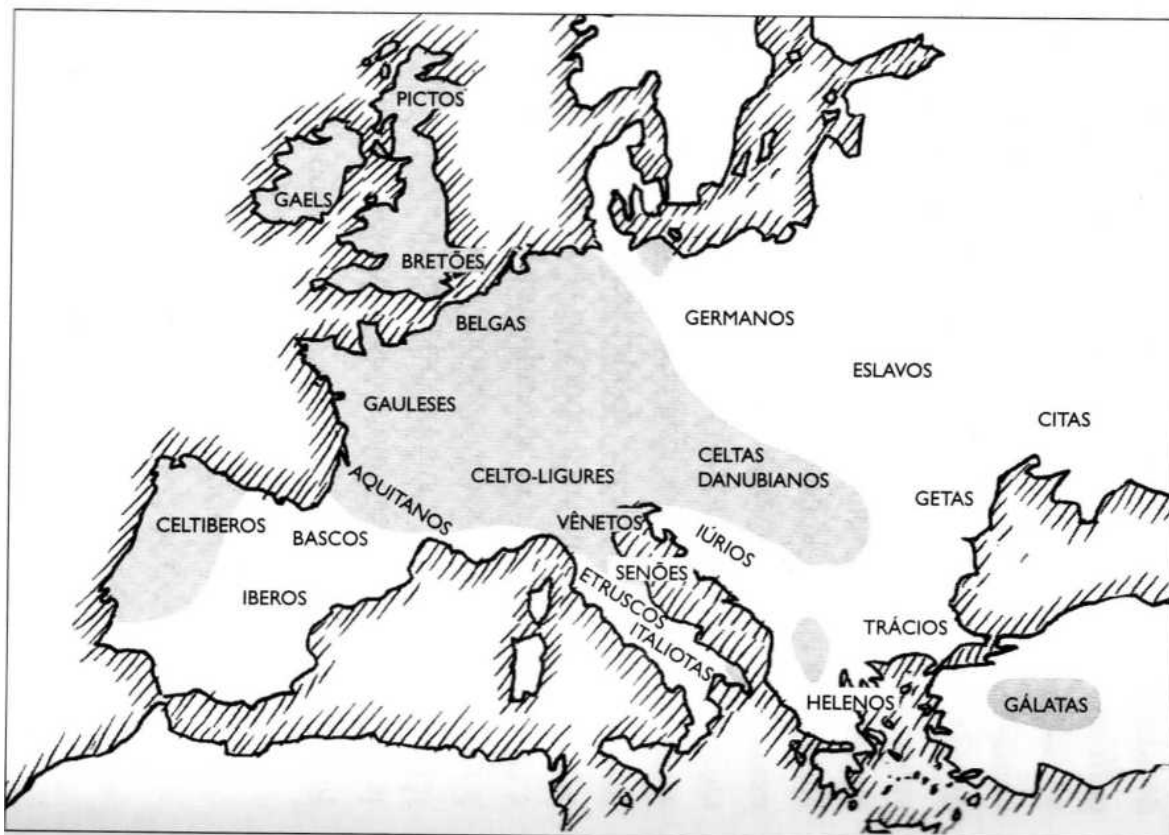 PICTOS
GAELS
BRETÕES
BELGAS
GERMANOS
ESLAVOS
GAULESES
CITAS
CELTO-LIGURES
CELTAS
DANUBIANOS
AQUITANOS
GETAS
CELTIBEROS
BASCOS
VÊNETOS
IÚRIOS
SENÕES
IBEROS
ETRUSCOS
ITALIOTAS
TRÁCIOS
HELENOS
GÁLATAS